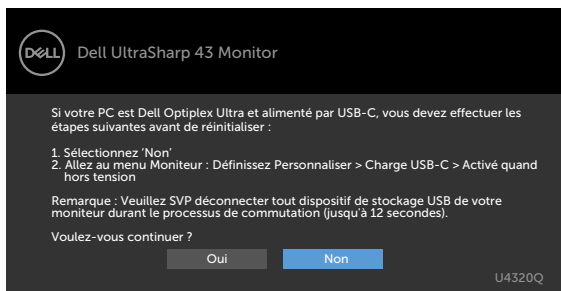 DELL
Dell UltraSharp 43 Monitor
Si votre PC est Dell Optiplex Ultra et alimenté par USB-C, vous devez effectuer les
étapes suivantes avant de réinitialiser :
1. Sélectionnez 'Non'
2. Allez au menu Moniteur : Définissez Personnaliser > Charge USB-C > Activé quand
hors tension
Remarque : Veuillez SVP déconnecter tout dispositif de stockage USB de votre
moniteur durant le processus de commutation (jusqu'à 12 secondes).
Voulez-vous continuer ?
Oui Non
U4320Q